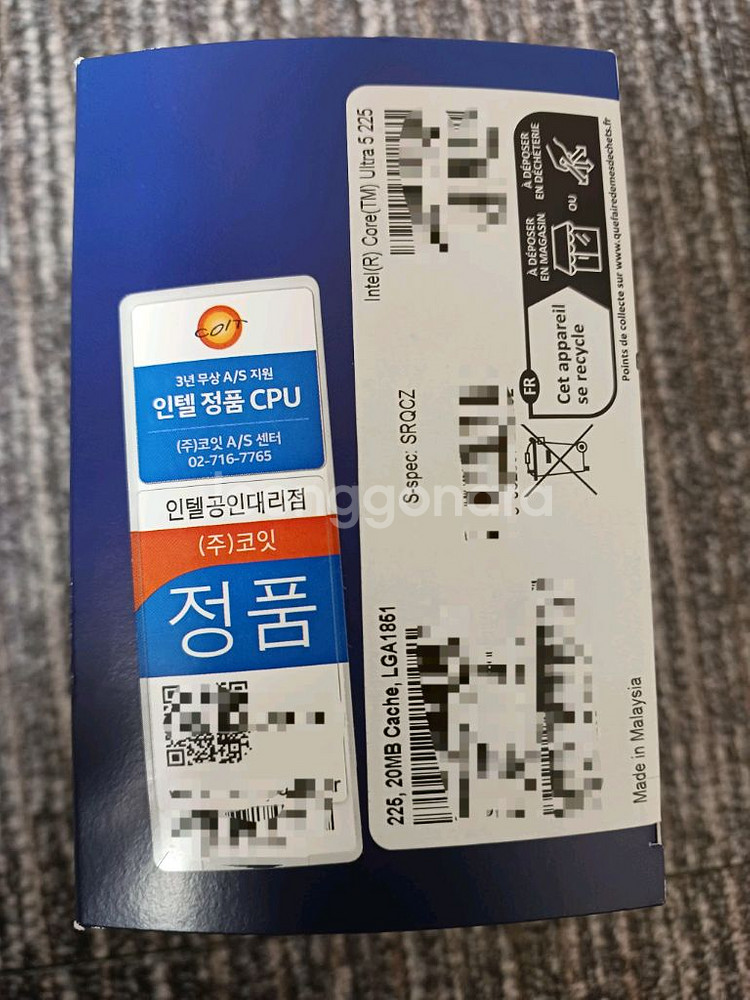 COIT
3년 무상 A/S 지원
인텔 정품 CPU
(주)코잇 A/S 센터
02-716-7765
인텔공인대리점
(주)코잇
정품
Intel(R) Core(TM) Ultra 5 225
S-spec: SRQCZ
225, 20MB Cache, LGA1851
Made in Malaysia
FR
Cet appareil
se recycle
À DÉPOSER
EN MAGASIN
OU
À DÉPOSER
EN DÉCHÈTERIE
Points de collecte sur www.quefairedemesdechets.fr
joonggonara